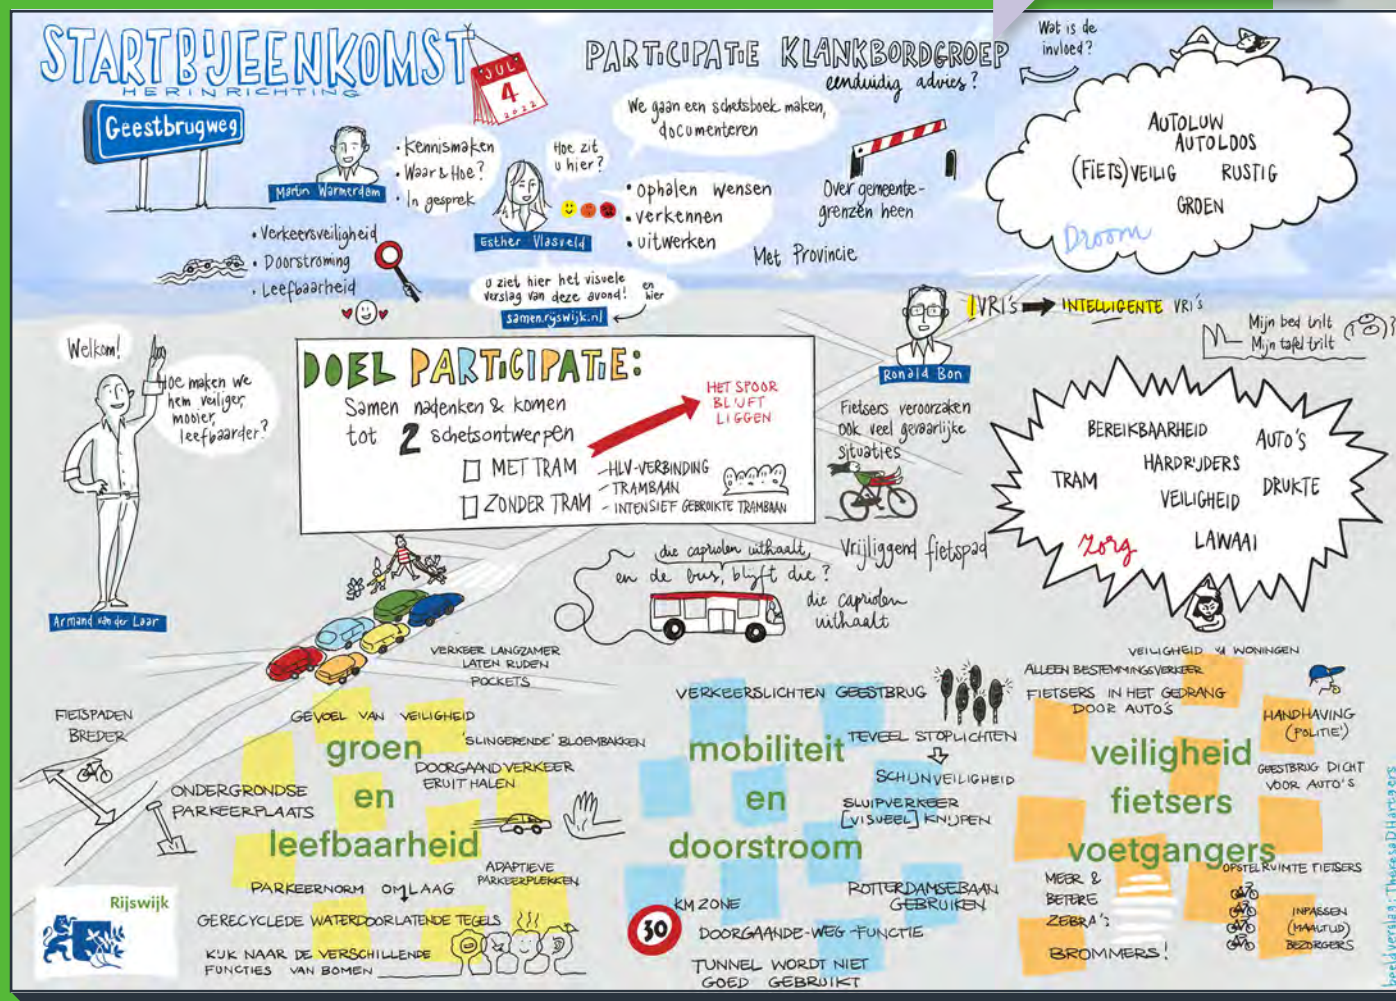 STARTBIJEENKOMST
HERINRICHTING
JUL
4
2022
Geestbrugweg
Martin Warmerdam
• Kennismaken
• Waar & Hoe?
• In gesprek
• Verkeersveiligheid
• Doorstroming
• Leefbaarheid
Hoe zit
u hier?
Esther Vlasveld
We gaan een schetsboek maken,
documenteren
• ophalen wensen
• verkennen
• uitwerken
u ziet hier het visuele
verslag van deze avond!
en
hier
samen.rijswijk.nl
PARTICIPATIE KLANKBORDGROEP
eenduidig advies?
Wat is de
invloed?
Over gemeente-
grenzen heen
Met Provincie
AUTOLUW
AUTOLOOS
(FIETS)VEILIG RUSTIG
GROEN
Droom
Welkom!
Hoe maken we
hem veiliger,
mooier,
leefbaarder?
Armand van der Laar
DOEL PARTICIPATIE:
Samen nadenken & komen
tot 2 schetsontwerpen
HET SPOOR
BLIJFT
LIGGEN
MET TRAM
- HLV-VERBINDING
- TRAMBAAN
ZONDER TRAM
- INTENSIEF GEBRUIKTE TRAMBAAN
Ronald Bon
VRI's
INTELLIGENTE VRI's
Mijn bed trilt
Mijn tafel trilt
?
Fietsers veroorzaken
ook veel gevaarlijke
situaties
Vrijliggend fietspad
BEREIKBAARHEID
AUTO'S
HARDRIJDERS
TRAM
VEILIGHEID
DRUKTE
Zorg
LAWAAI
die capriolen uithaalt,
en de bus, blijft die?
die capriolen
uithaalt
VERKEER LANGZAMER
LATEN RIJDEN
POCKETS
FIETSPADEN
BREDER
GEVOEL VAN VEILIGHEID
groen
'SLINGERENDE' BLOEMBAKKEN
DOORGAAND VERKEER
ERUIT HALEN
en
ONDERGRONDSE
PARKEERPLAATS
leefbaarheid
ADAPTIEVE
PARKEERPLEKKEN
PARKEERNORM OMLAAG
GERECYCLEDE WATERDOORLATENDE TEGELS
KIJK NAAR DE VERSCHILLENDE
FUNCTIES VAN BOMEN
Rijswijk
VERKEERSLICHTEN GEESTBRUG
mobiliteit
TEVEEL STOPLICHTEN
SCHIJNVEILIGHEID
en
SLUIPVERKEER
[VISUEEL] KNIJPEN
doorstroom
ROTTERDAMSEBAAN
GEBRUIKEN
30
KM ZONE
DOORGAANDE-WEG-FUNCTIE
TUNNEL WORDT NIET
GOED GEBRUIKT
VEILIGHEID v/d WONINGEN
ALLEEN BESTEMMINGSVERKEER
FIETSERS IN HET GEDRANG
DOOR AUTO'S
HANDHAVING
(POLITIE')
veiligheid
GEESTBRUG DICHT
VOOR AUTO'S
fietsers
voetgangers
OPSTELRUIMTE FIETSERS
MEER &
BETERE
ZEBRA'S
BROMMERS!
INPASSEN
(MAALTIJD)
BEZORGERS
beeldverslag: TheresaDHartgers